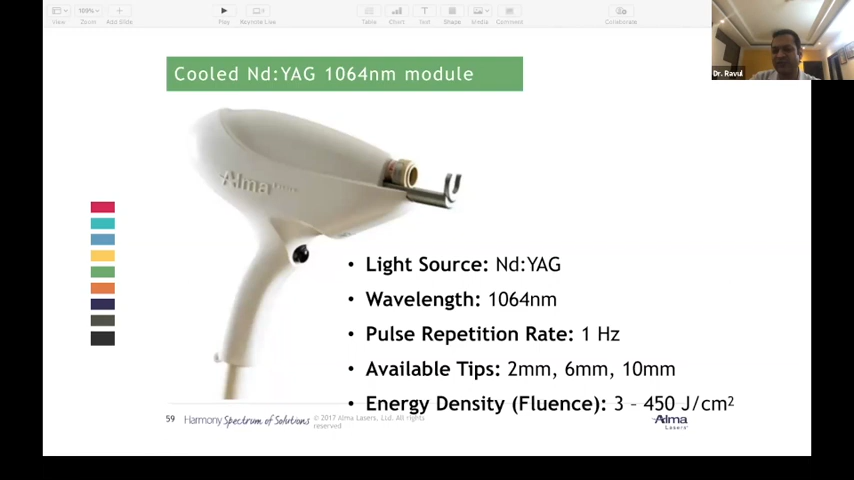 View
109%
Zoom
Add Slide
Play
Keynote Live
Table
Chart
Text
Shape
Media
Comment
Collaborate
Dr. Ravul
Cooled Nd:YAG 1064nm module
Alma
• Light Source: Nd:YAG
• Wavelength: 1064nm
• Pulse Repetition Rate: 1 Hz
• Available Tips: 2mm, 6mm, 10mm
• Energy Density (Fluence): 3 - 450 J/cm²
59 Harmony Spectrum of Solutions © 2017 Alma Lasers, Ltd. All rights
reserved
Alma
Lasers